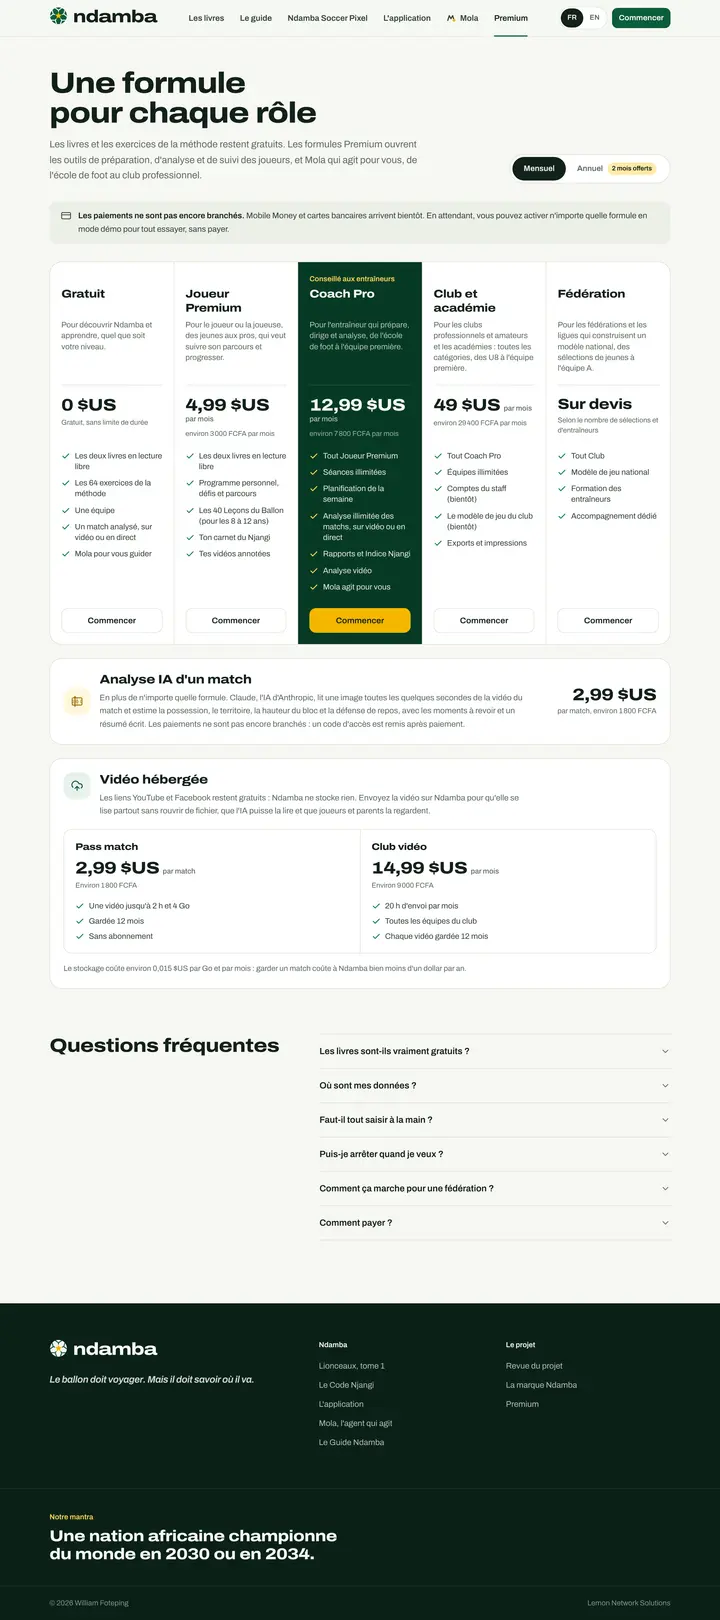 ndamba
Les livres
Le guide
Ndamba Soccer Pixel
L'application
Mola
Premium
FR
EN
Commencer
Une formule
pour chaque rôle
Les livres et les exercices de la méthode restent gratuits. Les formules Premium ouvrent
les outils de préparation, d'analyse et de suivi des joueurs, et Mola qui agit pour vous, de
l'école de foot au club professionnel.
Mensuel
Annuel
2 mois offerts
Les paiements ne sont pas encore branchés. Mobile Money et cartes bancaires arrivent bientôt. En attendant, vous pouvez activer n'importe quelle formule en
mode démo pour tout essayer, sans payer.
Gratuit
Pour découvrir Ndamba et
apprendre, quel que soit
votre niveau.
0 $US
Gratuit, sans limite de durée
Les deux livres en lecture
libre
Les 64 exercices de la
méthode
Une équipe
Un match analysé, sur
vidéo ou en direct
Mola pour vous guider
Commencer
Joueur
Premium
Pour le joueur ou la joueuse,
des jeunes aux pros, qui veut
suivre son parcours et
progresser.
4,99 $US
par mois
environ 3000 FCFA par mois
Les deux livres en lecture
libre
Programme personnel,
défis et parcours
Les 40 Leçons du Ballon
(pour les 8 à 12 ans)
Ton carnet du Njangi
Tes vidéos annotées
Commencer
Conseillé aux entraîneurs
Coach Pro
Pour l'entraîneur qui prépare,
dirige et analyse, de l'école
de foot à l'équipe première.
12,99 $US
par mois
environ 7800 FCFA par mois
Tout Joueur Premium
Séances illimitées
Planification de la
semaine
Analyse illimitée des
matchs, sur vidéo ou en
direct
Rapports et Indice Njangi
Analyse vidéo
Mola agit pour vous
Commencer
Club et
académie
Pour les clubs
professionnels et amateurs
et les académies : toutes les
catégories, des U8 à l'équipe
première.
49 $US par mois
environ 29400 FCFA par mois
Tout Coach Pro
Équipes illimitées
Comptes du staff
(bientôt)
Le modèle de jeu du club
(bientôt)
Exports et impressions
Commencer
Fédération
Pour les fédérations et les
ligues qui construisent un
modèle national, des
sélections de jeunes à
l'équipe A.
Sur devis
Selon le nombre de sélections et
d'entraîneurs
Tout Club
Modèle de jeu national
Formation des
entraîneurs
Accompagnement dédié
Commencer
Analyse IA d'un match
En plus de n'importe quelle formule. Claude, l'IA d'Anthropic, lit une image toutes les quelques secondes de la vidéo du
match et estime la possession, le territoire, la hauteur du bloc et la défense de repos, avec les moments à revoir et un
résumé écrit. Les paiements ne sont pas encore branchés : un code d'accès est remis après paiement.
2,99 $US
par match, environ 1800 FCFA
Vidéo hébergée
Les liens YouTube et Facebook restent gratuits : Ndamba ne stocke rien. Envoyez la vidéo sur Ndamba pour qu'elle se
lise partout sans rouvrir de fichier, que l'IA puisse la lire et que joueurs et parents la regardent.
Pass match
2,99 $US par match
Environ 1800 FCFA
Une vidéo jusqu'à 2 h et 4 Go
Gardée 12 mois
Sans abonnement
Club vidéo
14,99 $US par mois
Environ 9000 FCFA
20 h d'envoi par mois
Toutes les équipes du club
Chaque vidéo gardée 12 mois
Le stockage coûte environ 0,015 $US par Go et par mois : garder un match coûte à Ndamba bien moins d'un dollar par an.
Questions fréquentes
Les livres sont-ils vraiment gratuits ?
Où sont mes données ?
Faut-il tout saisir à la main ?
Puis-je arrêter quand je veux ?
Comment ça marche pour une fédération ?
Comment payer ?
ndamba
Le ballon doit voyager. Mais il doit savoir où il va.
Ndamba
Lionceaux, tome 1
Le Code Njangi
L'application
Mola, l'agent qui agit
Le Guide Ndamba
Le projet
Revue du projet
La marque Ndamba
Premium
Notre mantra
Une nation africaine championne
du monde en 2030 ou en 2034.
© 2026 William Foteping
Lemon Network Solutions